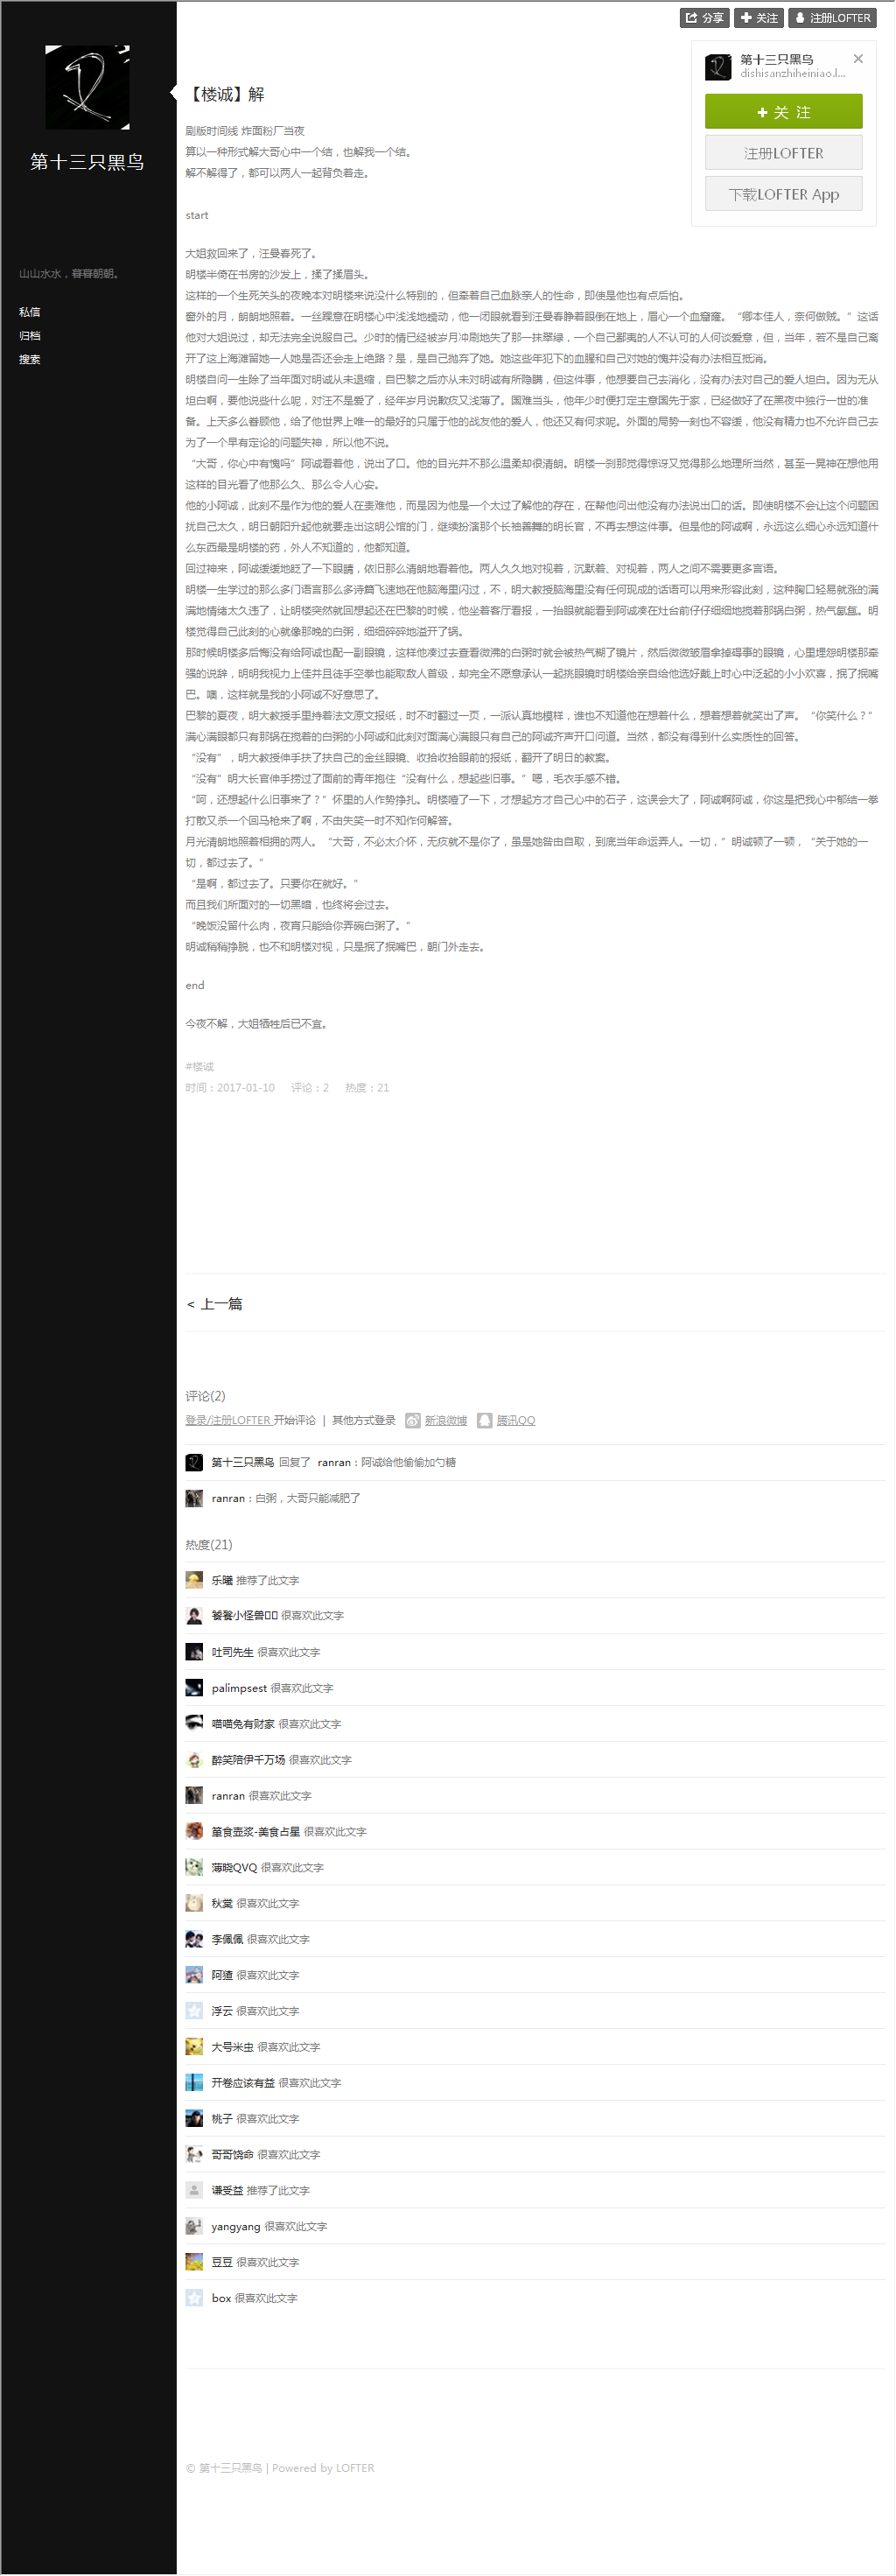 分享
关注
注册LOFTER
第十三只黑鸟
dishisanzhiheiniao.l...
+ 关 注
注册LOFTER
下载LOFTER App
第十三只黑鸟
山山水水，暮暮朝朝。
私信
归档
搜索
【楼诚】解
剧版时间线 炸面粉厂当夜
算以一种形式解大哥心中一个结，也解我一个结。
解不解得了，都可以两人一起背负着走。
start
大姐救回来了，汪曼春死了。
明楼半倚在书房的沙发上，揉了揉眉头。
这样的一个生死关头的夜晚本对明楼来说没什么特别的，但牵着自己血脉亲人的性命，即使是他也有点后怕。
窗外的月，朗朗地照着。一丝躁意在明楼心中浅浅地蠕动，他一闭眼就看到汪曼春睁着眼倒在地上，眉心一个血窟窿。“卿本佳人，奈何做贼。”这话
他对大姐说过，却无法完全说服自己。少时的情已经被岁月冲刷地失了那一抹翠绿，一个自己鄙夷的人不认可的人何谈爱意，但，当年，若不是自己离
开了这上海滩留她一人她是否还会走上绝路？是，是自己抛弃了她。她这些年犯下的血腥和自己对她的愧并没有办法相互抵消。
明楼自问一生除了当年面对明诚从未退缩，自巴黎之后亦从未对明诚有所隐瞒，但这件事，他想要自己去消化，没有办法对自己的爱人坦白。因为无从
坦白啊，要他说些什么呢，对汪不是爱了，经年岁月说歉疚又浅薄了。国难当头，他年少时便打定主意国先于家，已经做好了在黑夜中独行一世的准
备。上天多么眷顾他，给了他世界上唯一的最好的只属于他的战友他的爱人，他还又有何求呢。外面的局势一刻也不容缓，他没有精力也不允许自己去
为了一个早有定论的问题失神，所以他不说。
“大哥，你心中有愧吗”阿诚看着他，说出了口。他的目光并不那么温柔却很清朗。明楼一刹那觉得惊讶又觉得那么地理所当然，甚至一晃神在想他用
这样的目光看了他那么久、那么令人心安。
他的小阿诚，此刻不是作为他的爱人在责难他，而是因为他是一个太过了解他的存在，在帮他问出他没有办法说出口的话。即使明楼不会让这个问题困
扰自己太久，明日朝阳升起他就要走出这明公馆的门，继续扮演那个长袖善舞的明长官，不再去想这件事。但是他的阿诚啊，永远这么细心永远知道什
么东西最是明楼的药，外人不知道的，他都知道。
回过神来，阿诚缓缓地眨了一下眼睛，依旧那么清朗地看着他。两人久久地对视着，沉默着、对视着，两人之间不需要更多言语。
明楼一生学过的那么多门语言那么多诗篇飞速地在他脑海里闪过，不，明大教授脑海里没有任何现成的话语可以用来形容此刻，这种胸口轻易就涨的满
满地情绪太久违了，让明楼突然就回想起还在巴黎的时候，他坐着客厅看报，一抬眼就能看到阿诚凑在灶台前仔仔细细地搅着那锅白粥，热气氤氲。明
楼觉得自己此刻的心就像那晚的白粥，细细碎碎地溢开了锅。
那时候明楼多后悔没有给阿诚也配一副眼镜，这样他凑过去查看微沸的白粥时就会被热气糊了镜片，然后微微皱眉拿掉碍事的眼镜，心里埋怨明楼那牵
强的说辞，明明我视力上佳并且徒手空拳也能取敌人首级，却完全不愿意承认一起挑眼镜时明楼给亲自给他选好戴上时心中泛起的小小欢喜，抿了抿嘴
巴。噢，这样就是我的小阿诚不好意思了。
巴黎的夏夜，明大教授手里持着法文原文报纸，时不时翻过一页，一派认真地模样，谁也不知道他在想着什么，想着想着就笑出了声。“你笑什么？”
满心满眼都只有那锅在搅着的白粥的小阿诚和此刻对面满心满眼只有自己的阿诚齐声开口问道。当然，都没有得到什么实质性的回答。
“没有”，明大教授伸手扶了扶自己的金丝眼镜、收拾收拾眼前的报纸，翻开了明日的教案。
“没有”明大长官伸手捞过了面前的青年抱住“没有什么，想起些旧事。”嗯，毛衣手感不错。
“呵，还想起什么旧事来了？”怀里的人作势挣扎。明楼噎了一下，才想起方才自己心中的石子，这误会大了，阿诚啊阿诚，你这是把我心中郁结一拳
打散又杀一个回马枪来了啊，不由失笑一时不知作何解答。
月光清朗地照着相拥的两人。“大哥，不必太介怀，无疚就不是你了，虽是她咎由自取，到底当年命运弄人。一切，”明诚顿了一顿，“关于她的一
切，都过去了。”
“是啊，都过去了。只要你在就好。”
而且我们所面对的一切黑暗，也终将会过去。
“晚饭没留什么肉，夜宵只能给你弄碗白粥了。”
明诚稍稍挣脱，也不和明楼对视，只是抿了抿嘴巴，朝门外走去。
end
今夜不解，大姐牺牲后已不宜。
#楼诚
时间：2017-01-10 评论：2 热度：21
< 上一篇
评论(2)
登录/注册LOFTER 开始评论 | 其他方式登录 新浪微博 腾讯QQ
第十三只黑鸟 回复了 ranran：阿诚给他偷偷加勺糖
ranran：白粥，大哥只能减肥了
热度(21)
乐曦 推荐了此文字
饕餮小怪兽 很喜欢此文字
吐司先生 很喜欢此文字
palimpsest 很喜欢此文字
喵喵兔有财家 很喜欢此文字
醉笑陪伊千万场 很喜欢此文字
ranran 很喜欢此文字
箪食壶浆-美食占星 很喜欢此文字
薄晓QVQ 很喜欢此文字
秋棠 很喜欢此文字
李佩佩 很喜欢此文字
阿猹 很喜欢此文字
浮云 很喜欢此文字
大号米虫 很喜欢此文字
开卷应该有益 很喜欢此文字
桃子 很喜欢此文字
哥哥饶命 很喜欢此文字
谦受益 推荐了此文字
yangyang 很喜欢此文字
豆豆 很喜欢此文字
box 很喜欢此文字
© 第十三只黑鸟 | Powered by LOFTER